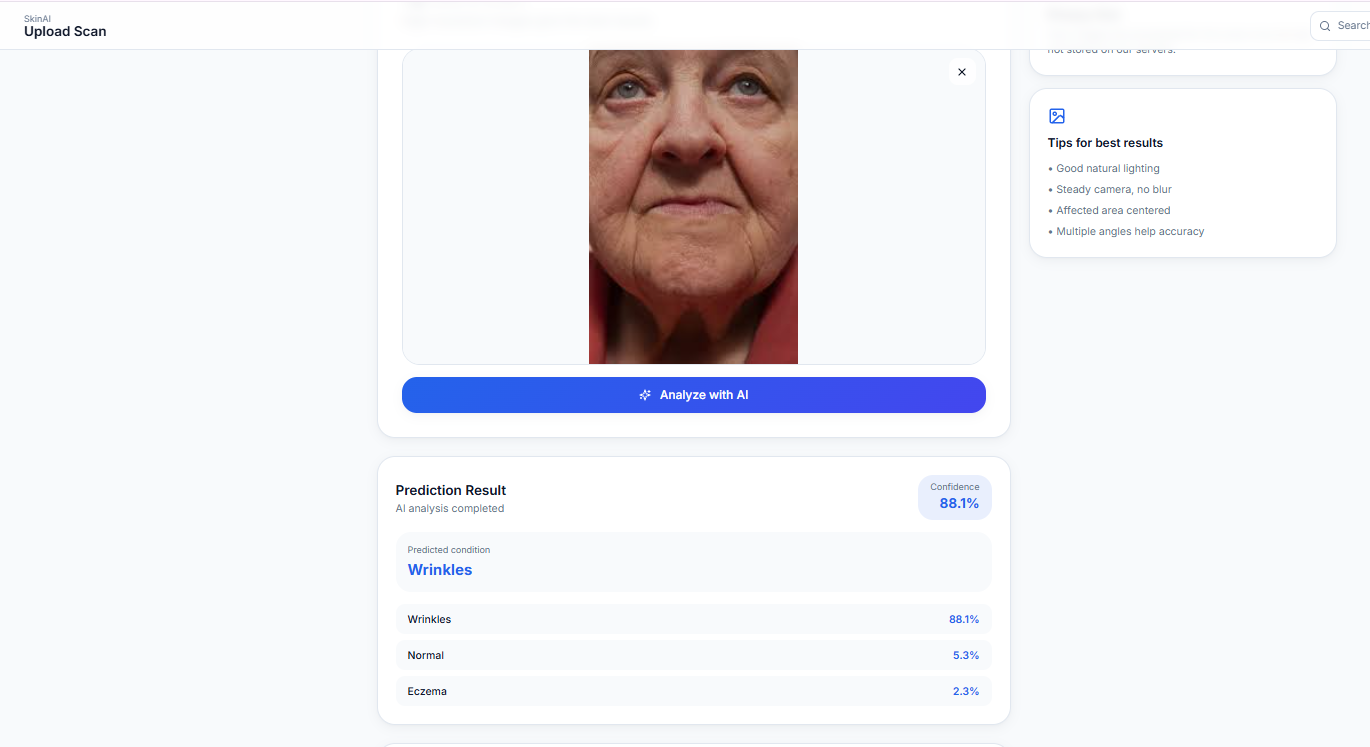 SkinAI
Upload Scan
Search
not stored on our servers.
Tips for best results
• Good natural lighting
• Steady camera, no blur
• Affected area centered
• Multiple angles help accuracy
Analyze with AI
Prediction Result
AI analysis completed
Confidence
88.1%
Predicted condition
Wrinkles
Wrinkles 88.1%
Normal 5.3%
Eczema 2.3%